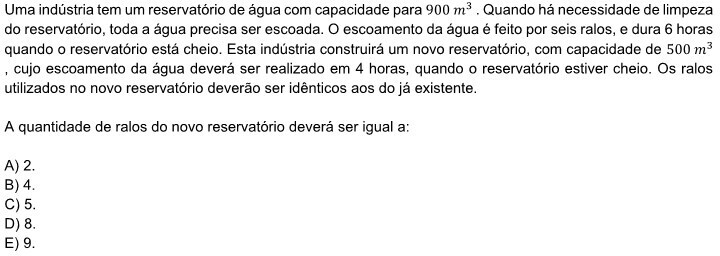 Uma indústria tem um reservatório de água com capacidade para 900 m³ . Quando há necessidade de limpeza
do reservatório, toda a água precisa ser escoada. O escoamento da água é feito por seis ralos, e dura 6 horas
quando o reservatório está cheio. Esta indústria construirá um novo reservatório, com capacidade de 500 m³
, cujo escoamento da água deverá ser realizado em 4 horas, quando o reservatório estiver cheio. Os ralos
utilizados no novo reservatório deverão ser idênticos aos do já existente.
A quantidade de ralos do novo reservatório deverá ser igual a:
A) 2.
B) 4.
C) 5.
D) 8.
E) 9.